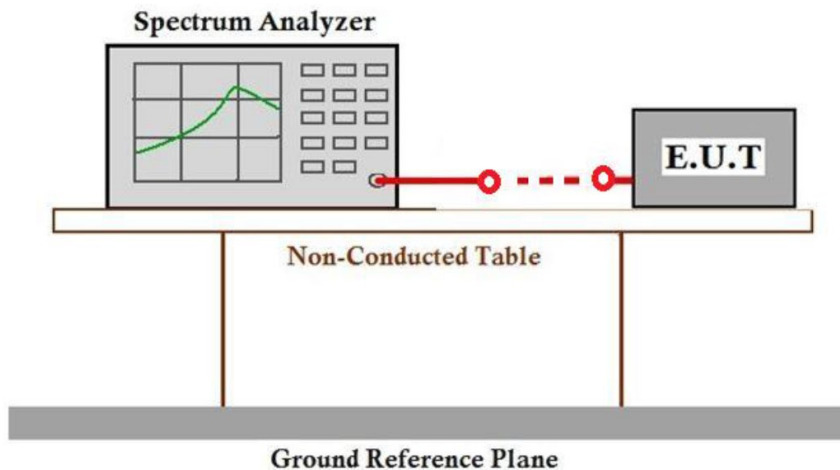 Spectrum Analyzer
E.U.T
Non-Conducted Table
Ground Reference Plane